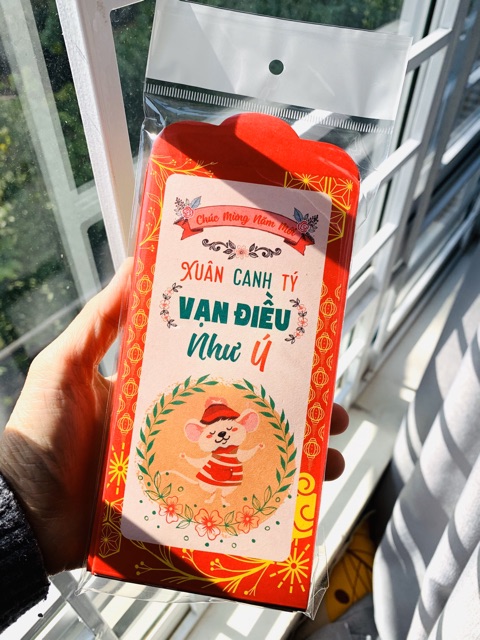 Chúc Mừng Năm Mới
XUÂN CANH TÝ
VẠN ĐIỀU
Như Ý